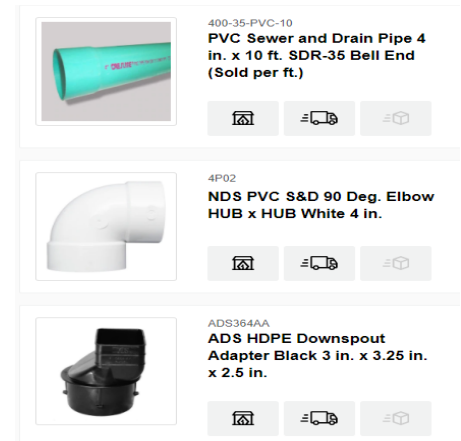 400-35-PVC-10
PVC Sewer and Drain Pipe 4
in. x 10 ft. SDR-35 Bell End
(Sold per ft.)
4P02
NDS PVC S&D 90 Deg. Elbow
HUB x HUB White 4 in.
ADS364AA
ADS HDPE Downspout
Adapter Black 3 in. x 3.25 in.
x 2.5 in.